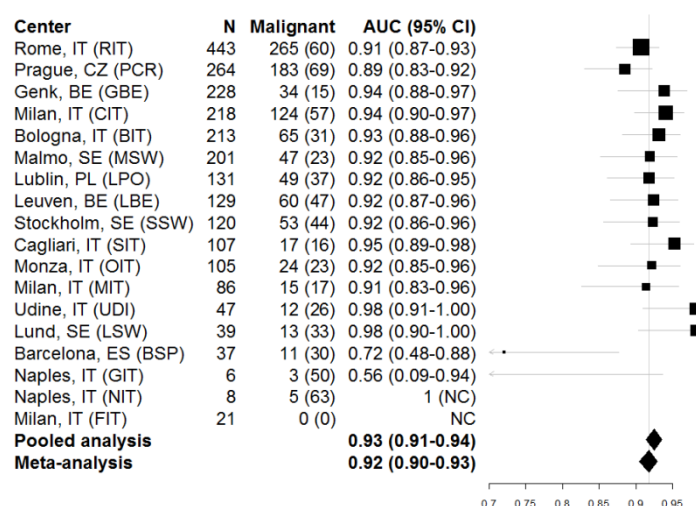 Center N Malignant AUC (95% CI)
Rome, IT (RIT) 443 265 (60) 0.91 (0.87-0.93)
Prague, CZ (PCR) 264 183 (69) 0.89 (0.83-0.92)
Genk, BE (GBE) 228 34 (15) 0.94 (0.88-0.97)
Milan, IT (CIT) 218 124 (57) 0.94 (0.90-0.97)
Bologna, IT (BIT) 213 65 (31) 0.93 (0.88-0.96)
Malmo, SE (MSW) 201 47 (23) 0.92 (0.85-0.96)
Lublin, PL (LPO) 131 49 (37) 0.92 (0.86-0.95)
Leuven, BE (LBE) 129 60 (47) 0.92 (0.87-0.96)
Stockholm, SE (SSW) 120 53 (44) 0.92 (0.86-0.96)
Cagliari, IT (SIT) 107 17 (16) 0.95 (0.89-0.98)
Monza, IT (OIT) 105 24 (23) 0.92 (0.85-0.96)
Milan, IT (MIT) 86 15 (17) 0.91 (0.83-0.96)
Udine, IT (UDI) 47 12 (26) 0.98 (0.91-1.00)
Lund, SE (LSW) 39 13 (33) 0.98 (0.90-1.00)
Barcelona, ES (BSP) 37 11 (30) 0.72 (0.48-0.88)
Naples, IT (GIT) 6 3 (50) 0.56 (0.09-0.94)
Naples, IT (NIT) 8 5 (63) 1 (NC)
Milan, IT (FIT) 21 0 (0) NC
Pooled analysis 0.93 (0.91-0.94)
Meta-analysis 0.92 (0.90-0.93)
0.7 0.75 0.8 0.85 0.9 0.95